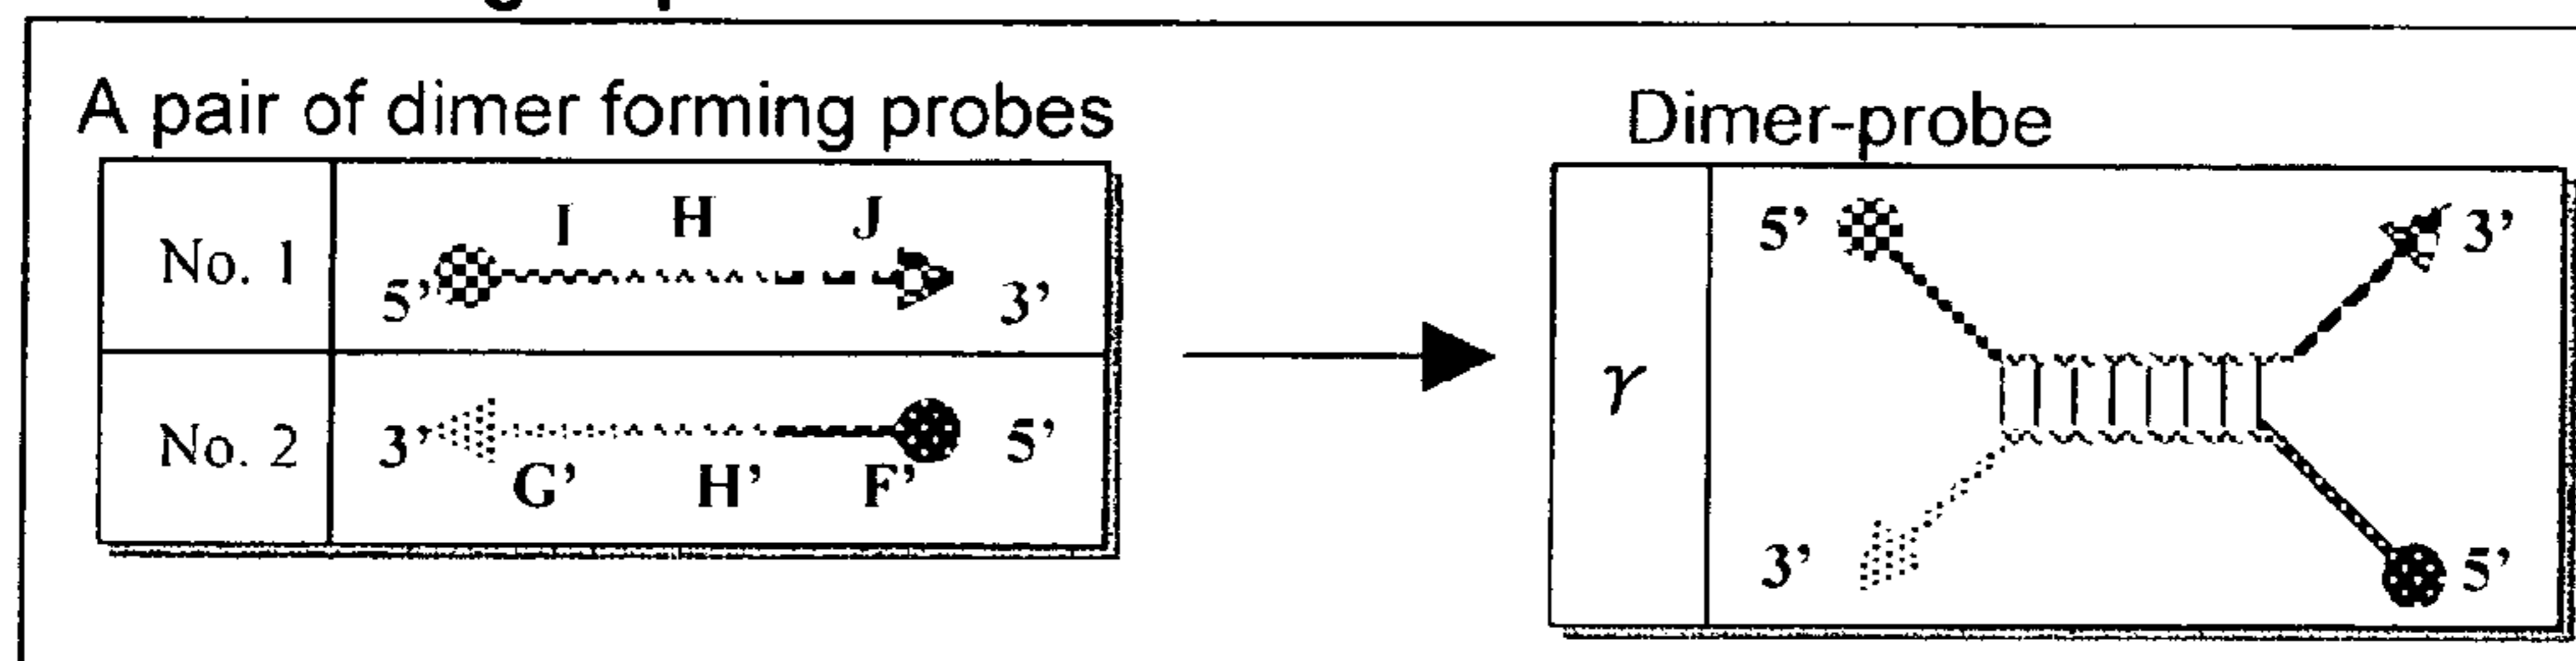 A pair of dimer forming probes
Dimer-probe
No. 1
I H J
5’ 3’
No. 2
3’ 5’
G’ H’ F’
γ
5’ 3’
3’ 5’